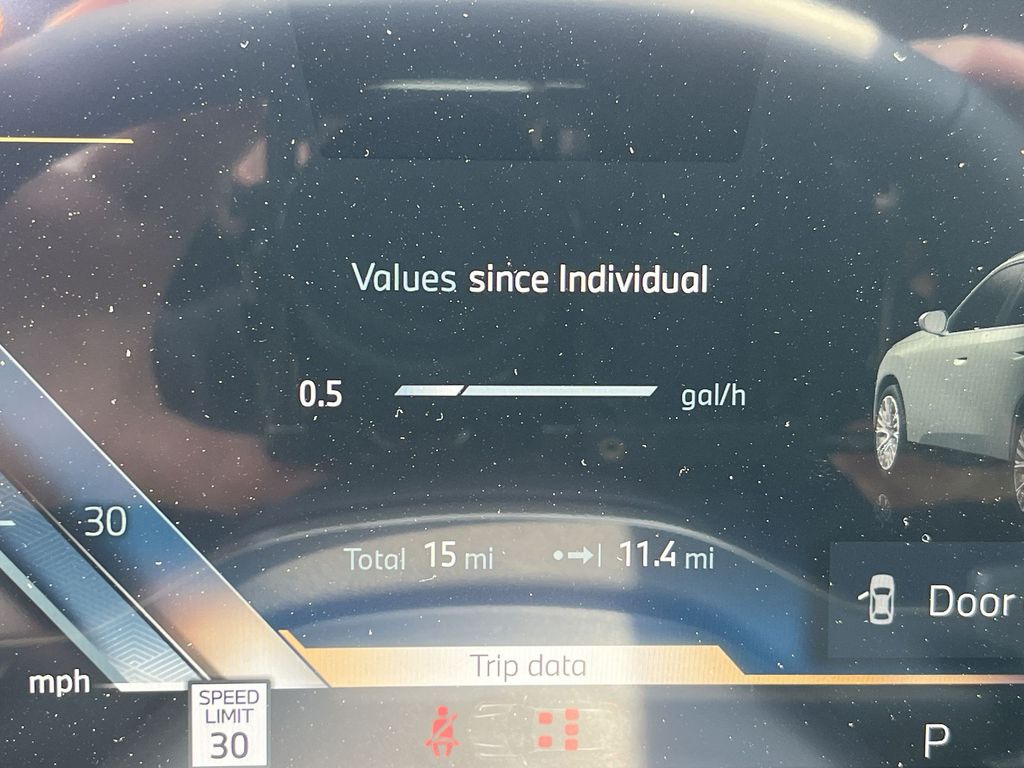 Values since Individual
0.5 gal/h
30
Total 15 mi 11.4 mi
Door
Trip data
mph
SPEED
LIMIT
30
P